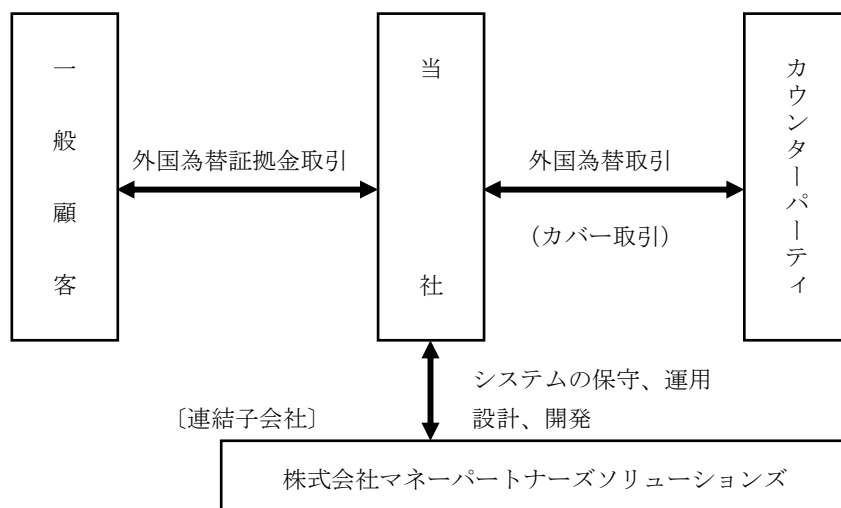 一般顧客
外国為替証拠金取引
当社
外国為替取引
（カバー取引）
カウンターパーティ
システムの保守、運用
設計、開発
〔連結子会社〕
株式会社マネーパートナーズソリューションズ